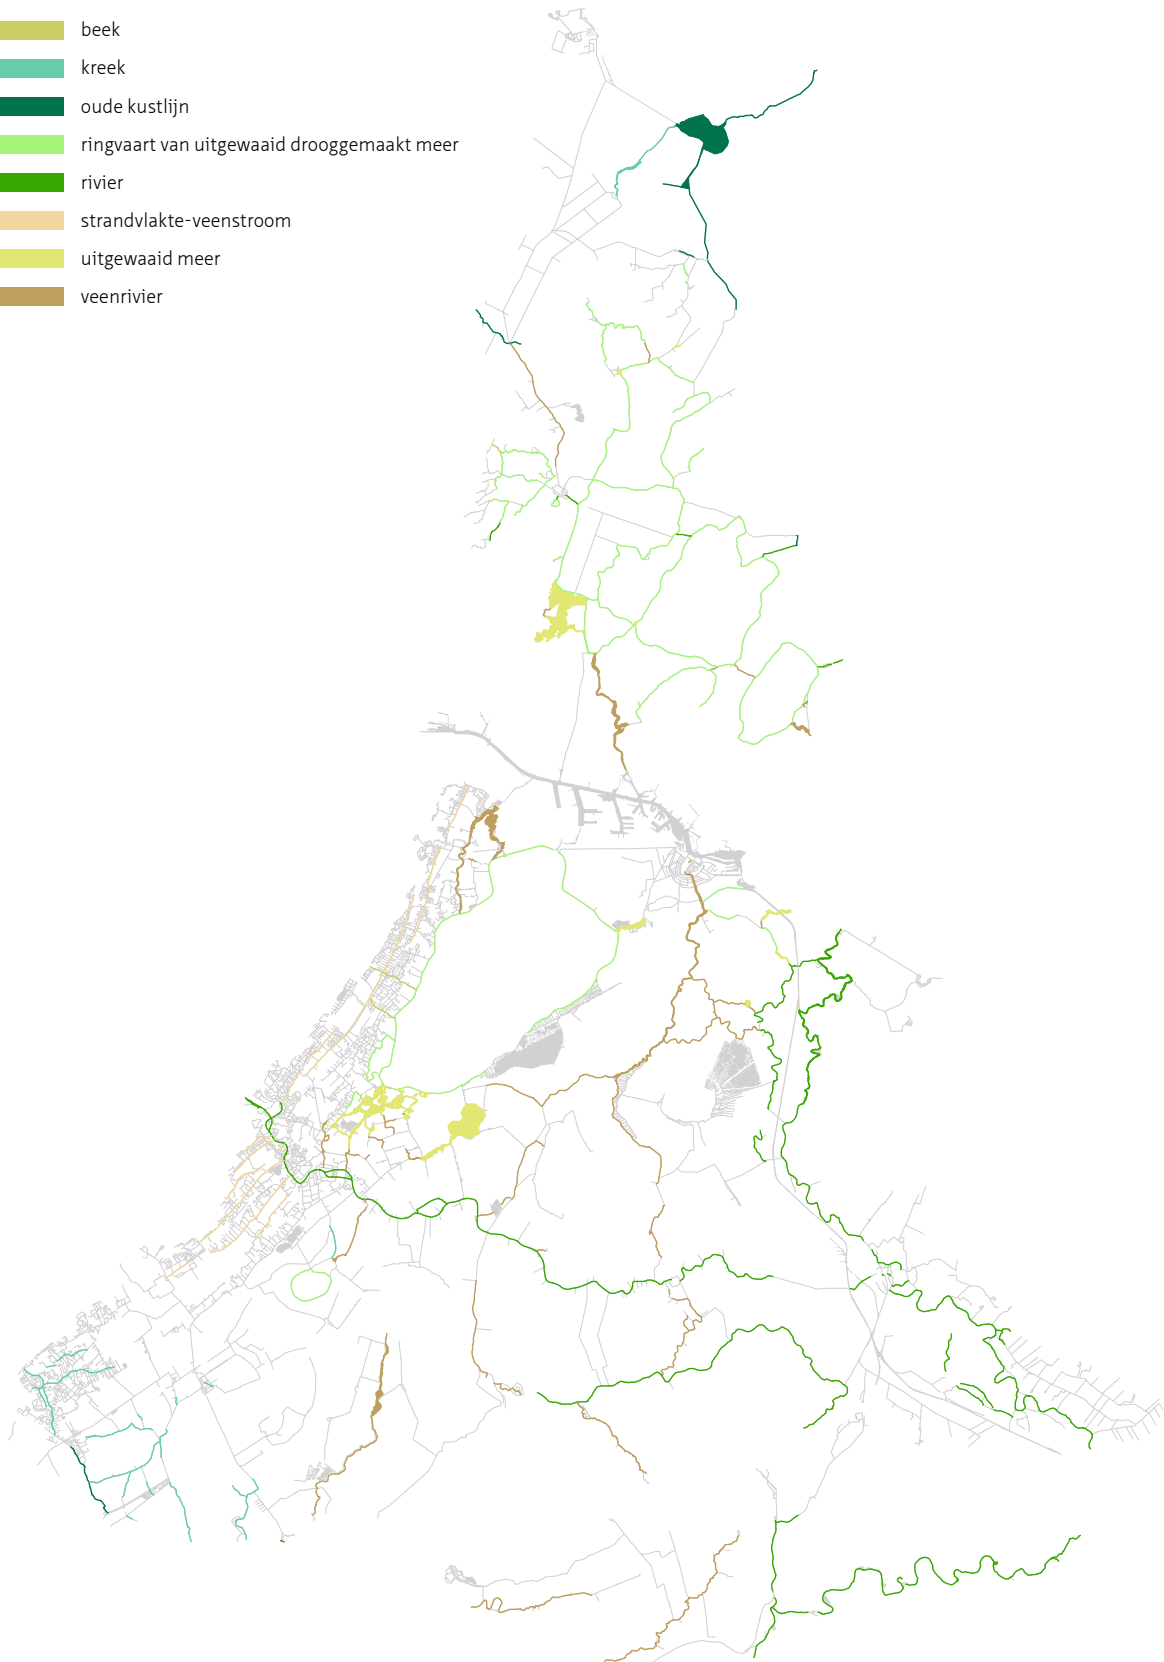 beek
kreek
oude kustlijn
ringvaart van uitgewaaid drooggemaakt meer
rivier
strandvlakte-veenstroom
uitgewaaid meer
veenrivier